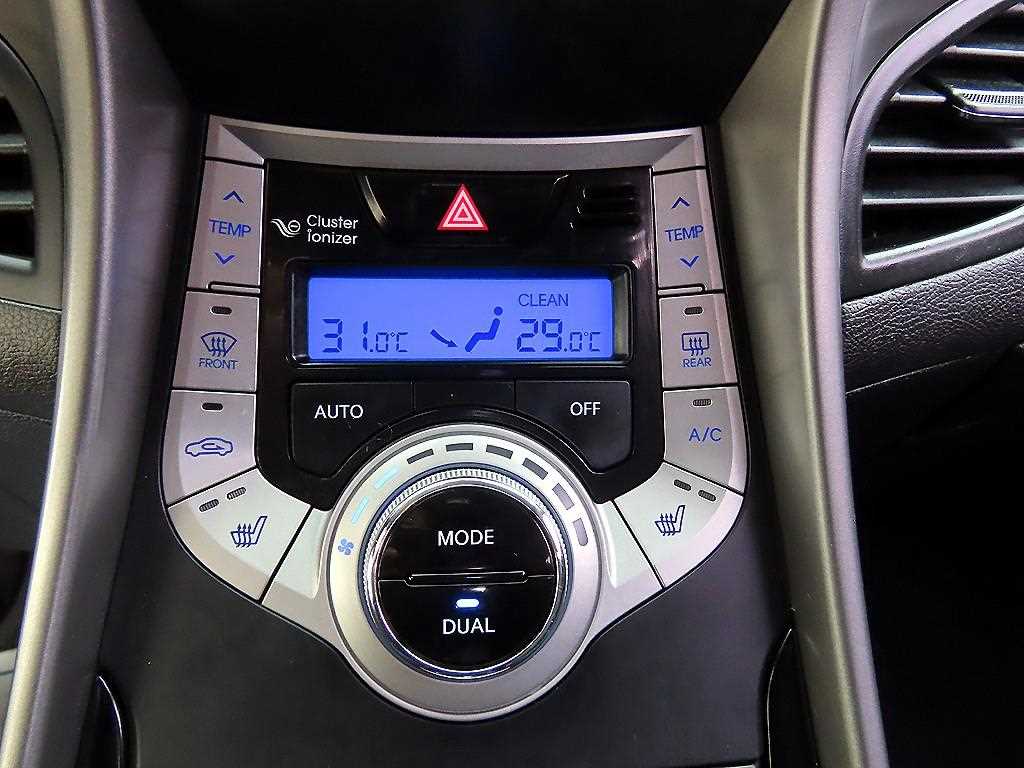 TEMP
Cluster
ionizer
TEMP
CLEAN
31.0°C
29.0°C
FRONT
REAR
AUTO
OFF
A/C
MODE
DUAL